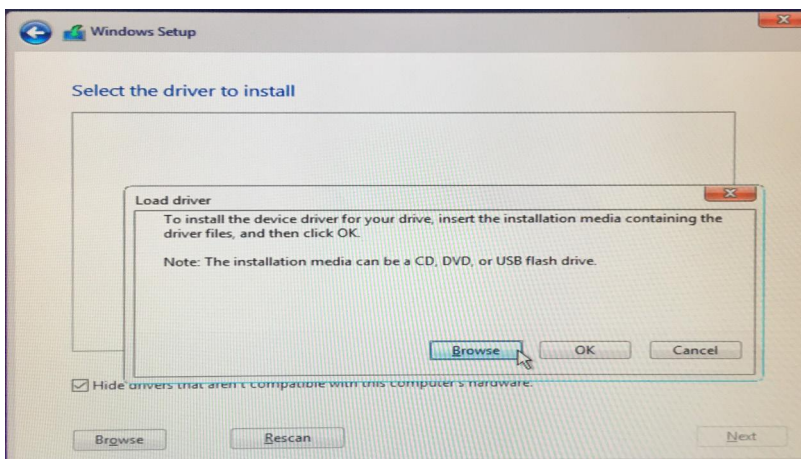 Windows Setup
Select the driver to install
Load driver
To install the device driver for your drive, insert the installation media containing the
driver files, and then click OK.
Note: The installation media can be a CD, DVD, or USB flash drive.
Browse
OK
Cancel
Hide drivers that aren't compatible with this computer's hardware.
Browse
Rescan
Next